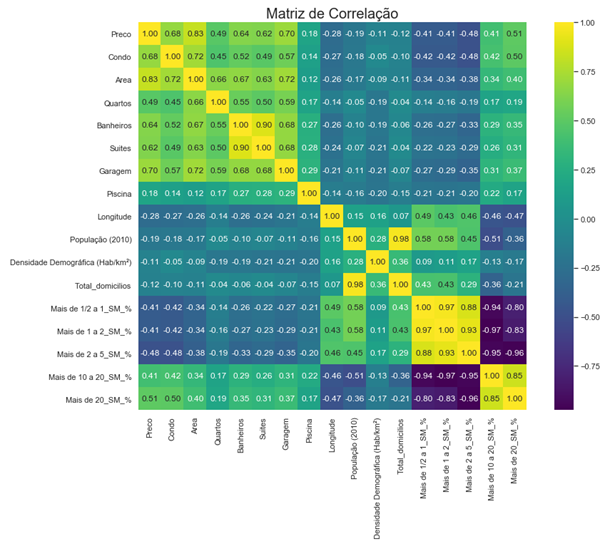 Matriz de Correlação
Preco 1.00 0.68 0.83 0.49 0.64 0.62 0.70 0.18 -0.28 -0.19 -0.11 -0.12 -0.41 -0.41 -0.48 0.41 0.51
Condo 0.68 1.00 0.72 0.45 0.52 0.49 0.57 0.14 -0.27 -0.18 -0.05 -0.10 -0.42 -0.42 -0.48 0.42 0.50
Area 0.83 0.72 1.00 0.66 0.67 0.63 0.72 0.12 -0.26 -0.17 -0.09 -0.11 -0.34 -0.34 -0.38 0.34 0.40
Quartos 0.49 0.45 0.66 1.00 0.55 0.50 0.59 0.17 -0.14 -0.05 -0.19 -0.04 -0.14 -0.16 -0.19 0.17 0.19
Banheiros 0.64 0.52 0.67 0.55 1.00 0.90 0.68 0.27 -0.26 -0.10 -0.19 -0.06 -0.26 -0.27 -0.33 0.29 0.35
Suites 0.62 0.49 0.63 0.50 0.90 1.00 0.68 0.28 -0.24 -0.07 -0.21 -0.04 -0.22 -0.23 -0.29 0.26 0.31
Garagem 0.70 0.57 0.72 0.59 0.68 0.68 1.00 0.29 -0.21 -0.11 -0.21 -0.07 -0.27 -0.29 -0.35 0.31 0.37
Piscina 0.18 0.14 0.12 0.17 0.27 0.28 0.29 1.00 -0.14 -0.16 -0.20 -0.15 -0.21 -0.21 -0.20 0.22 0.17
Longitude -0.28 -0.27 -0.26 -0.14 -0.26 -0.24 -0.21 -0.14 1.00 0.15 0.16 0.07 0.49 0.43 0.46 -0.46 -0.47
População (2010) -0.19 -0.18 -0.17 -0.05 -0.10 -0.07 -0.11 -0.16 0.15 1.00 0.28 0.98 0.58 0.58 0.45 -0.51 -0.36
Densidade Demográfica (Hab/km²) -0.11 -0.05 -0.09 -0.19 -0.19 -0.21 -0.21 -0.20 0.16 0.28 1.00 0.36 0.09 0.11 0.17 -0.13 -0.17
Total_domicilios -0.12 -0.10 -0.11 -0.04 -0.06 -0.04 -0.07 -0.15 0.07 0.98 0.36 1.00 0.43 0.43 0.29 -0.36 -0.21
Mais de 1/2 a 1_SM_% -0.41 -0.42 -0.34 -0.14 -0.26 -0.22 -0.27 -0.21 0.49 0.58 0.09 0.43 1.00 0.97 0.88 -0.94 -0.80
Mais de 1 a 2_SM_% -0.41 -0.42 -0.34 -0.16 -0.27 -0.23 -0.29 -0.21 0.43 0.58 0.11 0.43 0.97 1.00 0.93 -0.97 -0.83
Mais de 2 a 5_SM_% -0.48 -0.48 -0.38 -0.19 -0.33 -0.29 -0.35 -0.20 0.46 0.45 0.17 0.29 0.88 0.93 1.00 -0.95 -0.96
Mais de 10 a 20_SM_% 0.41 0.42 0.34 0.17 0.29 0.26 0.31 0.22 -0.46 -0.51 -0.13 -0.36 -0.94 -0.97 -0.95 1.00 0.85
Mais de 20_SM_% 0.51 0.50 0.40 0.19 0.35 0.31 0.37 0.17 -0.47 -0.36 -0.17 -0.21 -0.80 -0.83 -0.96 0.85 1.00
Preco
Condo
Area
Quartos
Banheiros
Suites
Garagem
Piscina
Longitude
População (2010)
Densidade Demográfica (Hab/km²)
Total_domicilios
Mais de 1/2 a 1_SM_%
Mais de 1 a 2_SM_%
Mais de 2 a 5_SM_%
Mais de 10 a 20_SM_%
Mais de 20_SM_%
1.00
0.75
0.50
0.25
0.00
-0.25
-0.50
-0.75